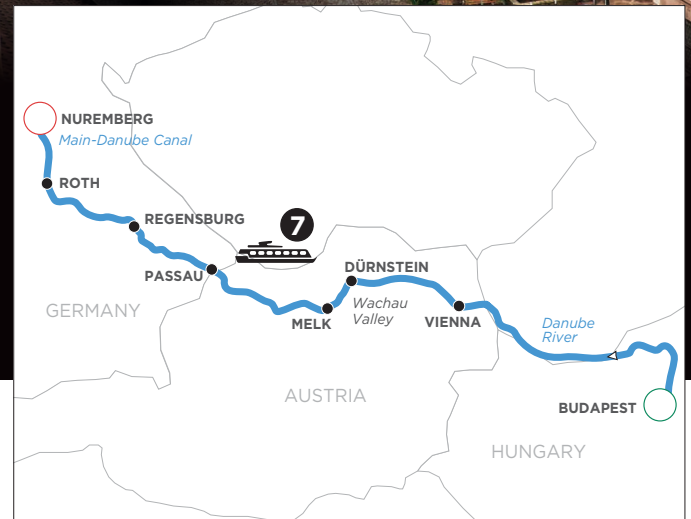 NUREMBERG
Main-Danube Canal
ROTH
REGENSBURG
7
PASSAU
DÜRNSTEIN
GERMANY
Wachau
Valley
MELK
VIENNA
Danube
River
AUSTRIA
BUDAPEST
HUNGARY